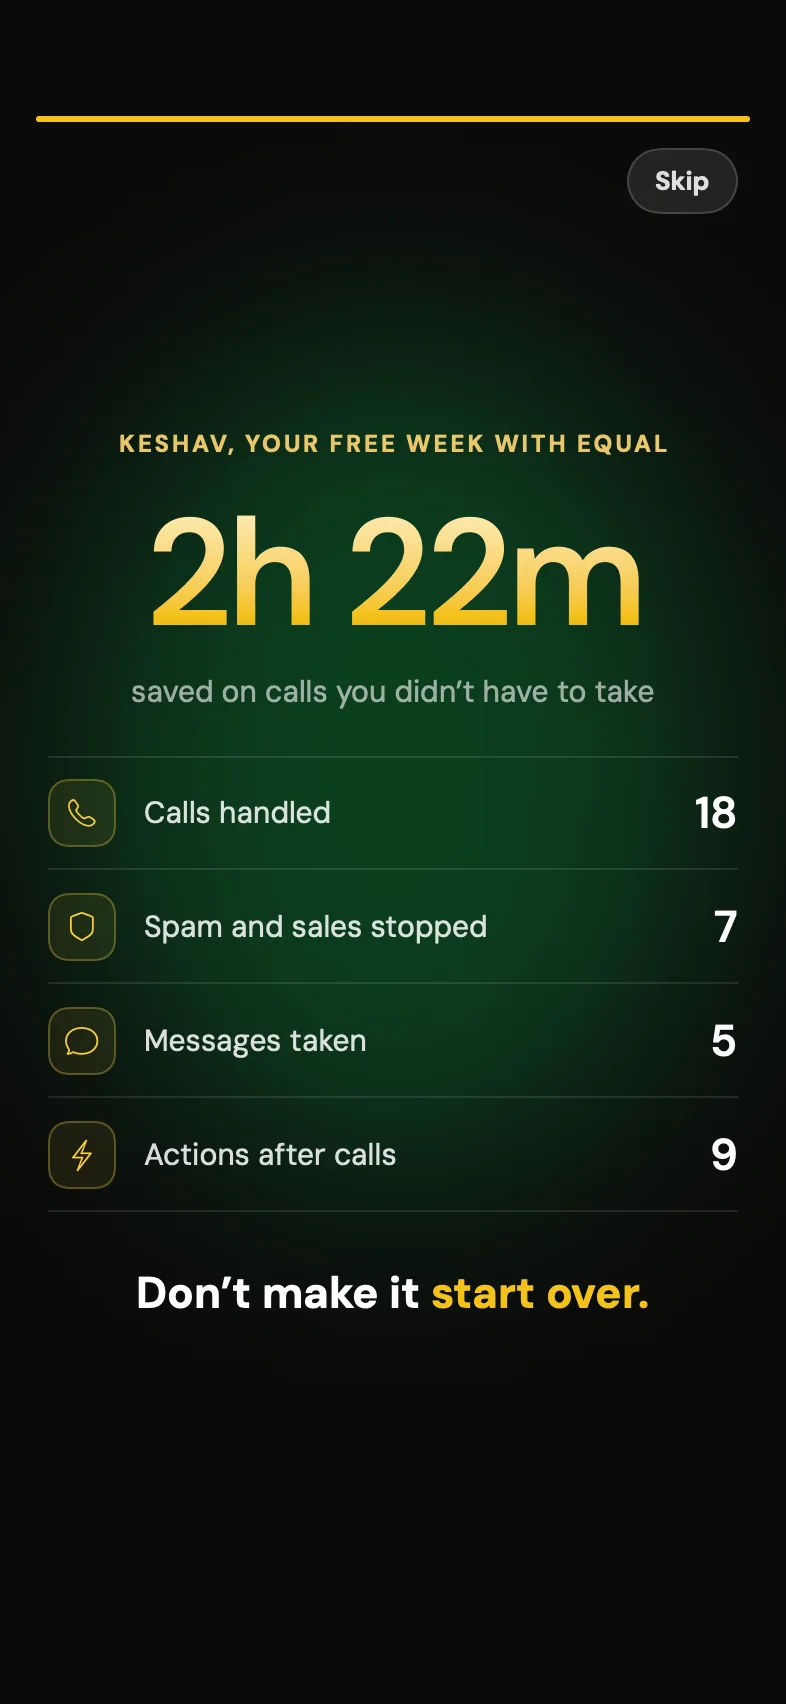 Skip
KESHAV, YOUR FREE WEEK WITH EQUAL
2h 22m
saved on calls you didn’t have to take
Calls handled 18
Spam and sales stopped 7
Messages taken 5
Actions after calls 9
Don’t make it start over.